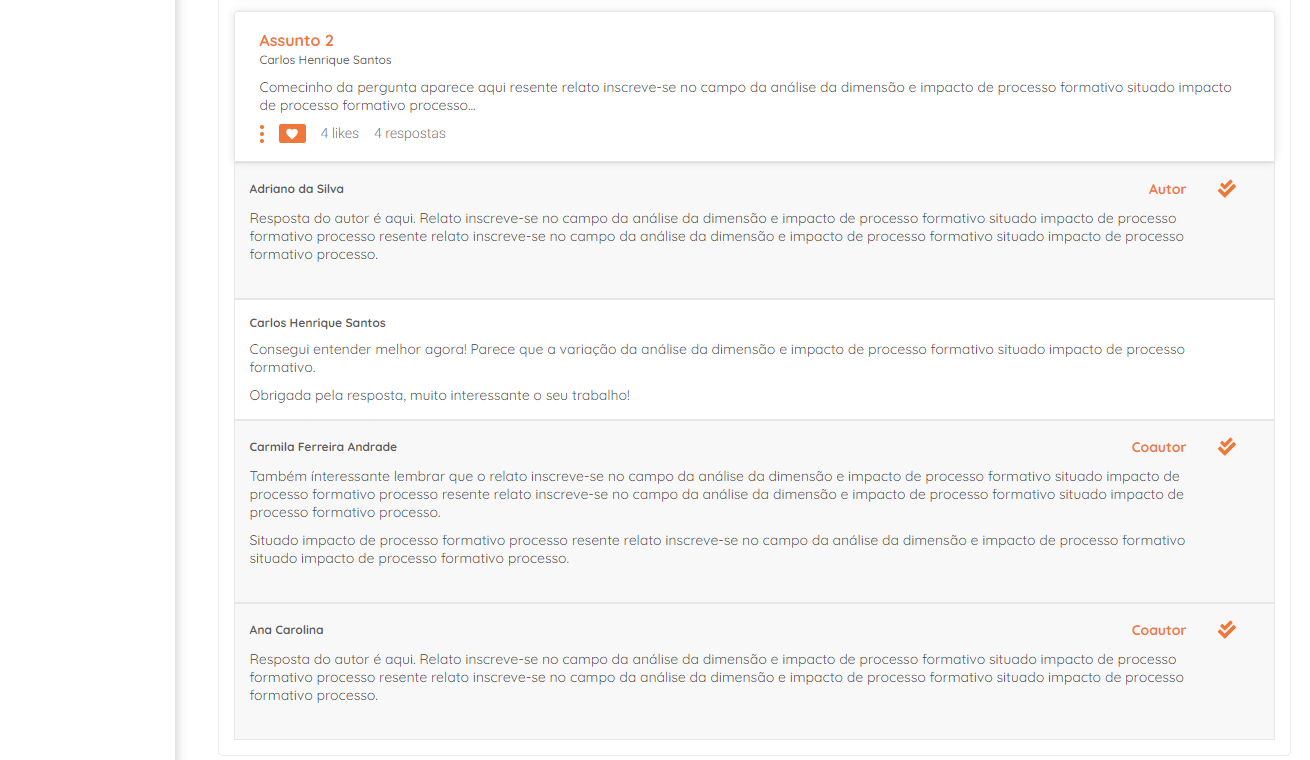 Assunto 2
Carlos Henrique Santos
Comecinho da pergunta aparece aqui resente relato inscreve-se no campo da análise da dimensão e impacto de processo formativo situado impacto
de processo formativo processo...
4 likes 4 respostas
Adriano da Silva Autor
Resposta do autor é aqui. Relato inscreve-se no campo da análise da dimensão e impacto de processo formativo situado impacto de processo
formativo processo resente relato inscreve-se no campo da análise da dimensão e impacto de processo formativo situado impacto de processo
formativo processo.
Carlos Henrique Santos
Consegui entender melhor agora! Parece que a variação da análise da dimensão e impacto de processo formativo situado impacto de processo
formativo.
Obrigada pela resposta, muito interessante o seu trabalho!
Carmila Ferreira Andrade Coautor
Também ínteressante lembrar que o relato inscreve-se no campo da análise da dimensão e impacto de processo formativo situado impacto de
processo formativo processo resente relato inscreve-se no campo da análise da dimensão e impacto de processo formativo situado impacto de
processo formativo processo.
Situado impacto de processo formativo processo resente relato inscreve-se no campo da análise da dimensão e impacto de processo formativo
situado impacto de processo formativo processo.
Ana Carolina Coautor
Resposta do autor é aqui. Relato inscreve-se no campo da análise da dimensão e impacto de processo formativo situado impacto de processo
formativo processo resente relato inscreve-se no campo da análise da dimensão e impacto de processo formativo situado impacto de processo
formativo processo.